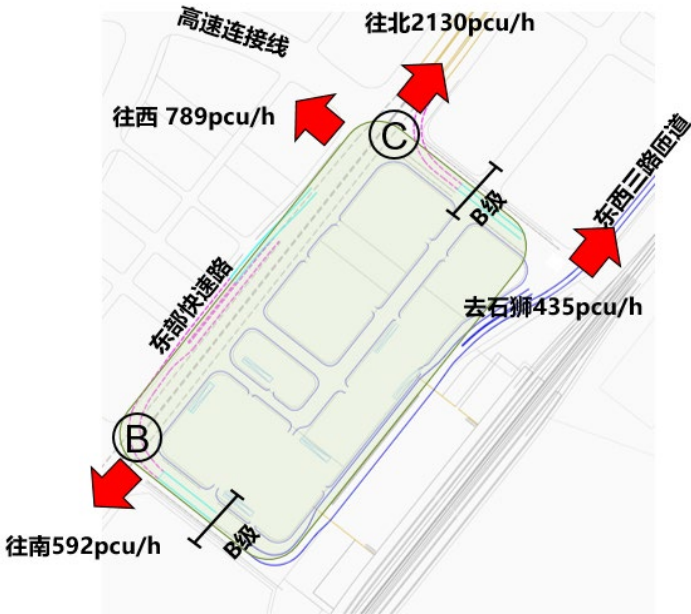 高速连接线
往北2130pcu/h
往西 789pcu/h
C
B级
东西三路匝道
东部快速路
去石狮435pcu/h
B
往南592pcu/h
B级